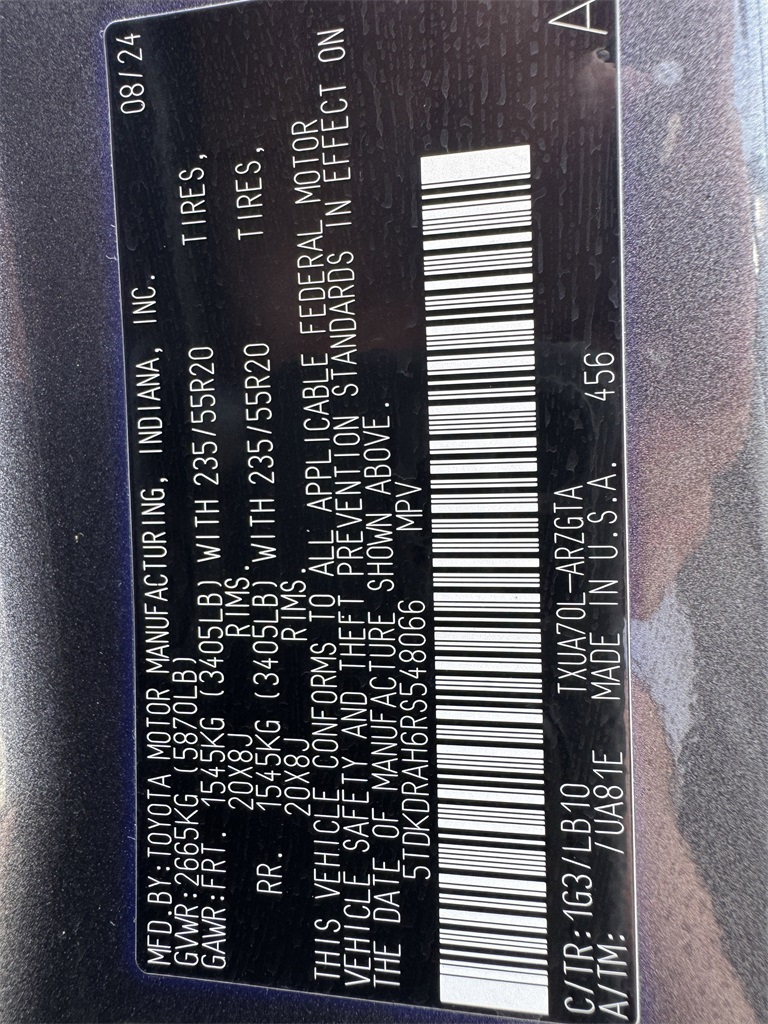 MFD.BY:TOYOTA MOTOR MANUFACTURING, INDIANA, INC. 08/24
GVWR:2665KG (5870LB)
GAWR:FRT. 1545KG (3405LB) WITH 235/55R20 TIRES,
20X8J RIMS.
RR. 1545KG (3405LB) WITH 235/55R20 TIRES,
20X8J RIMS.
THIS VEHICLE CONFORMS TO ALL APPLICABLE FEDERAL MOTOR
VEHICLE SAFETY AND THEFT PREVENTION STANDARDS IN EFFECT ON
THE DATE OF MANUFACTURE SHOWN ABOVE.
5TDKDRAH6RS548066 MPV
C/TR:1G3/LB10 TXUA70L-ARZGTA A
A/TM: /UA81E MADE IN U.S.A. 456